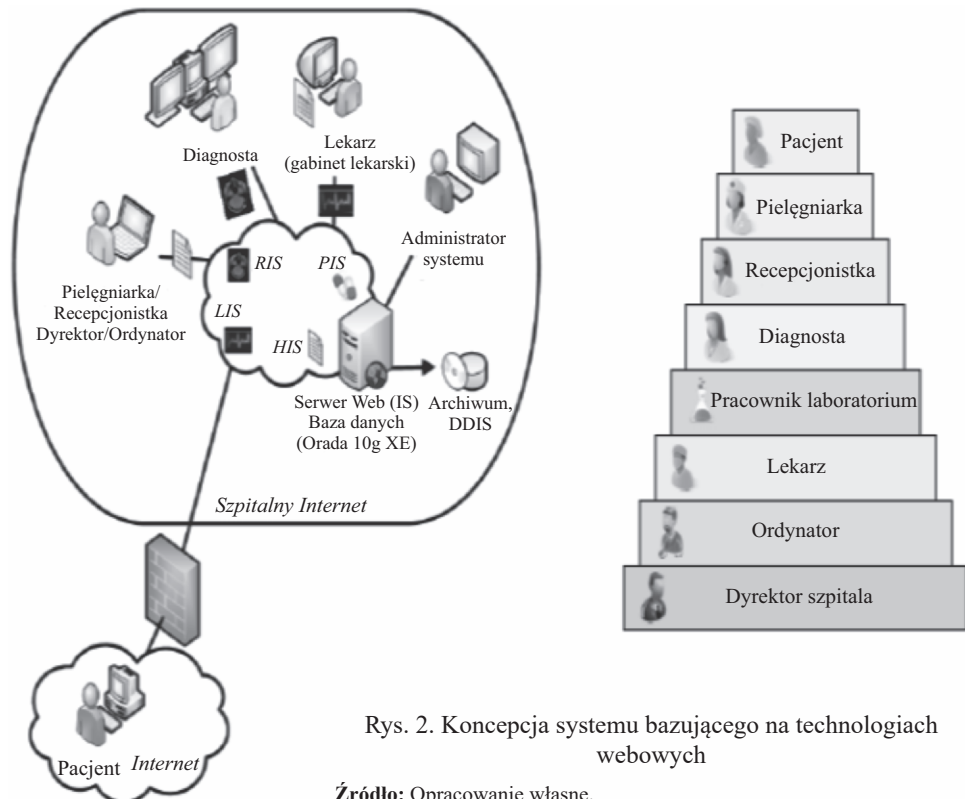 Diagnosta
Lekarz
(gabinet lekarski)
Administrator
systemu
Pielęgniarka/
Recepcjonistka
Dyrektor/Ordynator
RIS
PIS
LIS
HIS
Serwer Web (IS)
Baza danych
(Orada 10g XE)
Archiwum,
DDIS
Szpitalny Internet
Pacjent
Internet
Pacjent
Pielęgniarka
Recepcjonistka
Diagnosta
Pracownik laboratorium
Lekarz
Ordynator
Dyrektor szpitala
Rys. 2. Koncepcja systemu bazującego na technologiach
webowych
Źródło: Opracowanie własne.